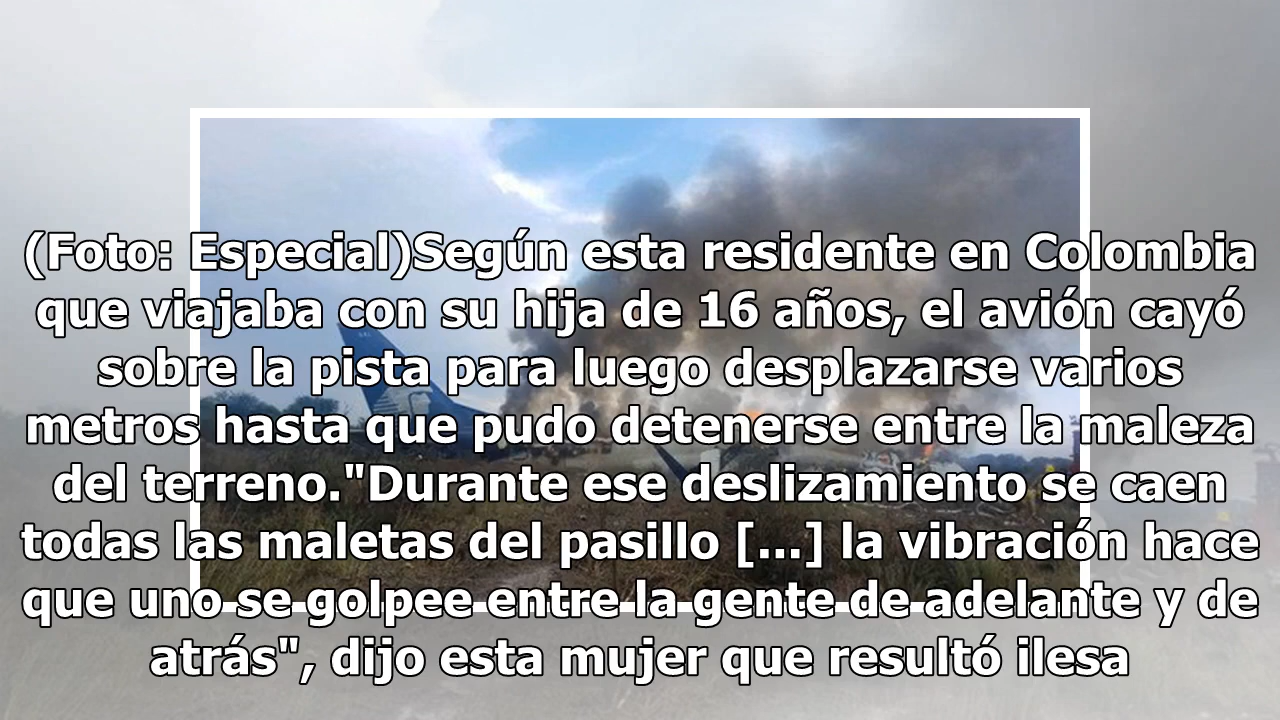 (Foto: Especial)Según esta residente en Colombia
que viajaba con su hija de 16 años, el avión cayó
sobre la pista para luego desplazarse varios
metros hasta que pudo detenerse entre la maleza
del terreno."Durante ese deslizamiento se caen
todas las maletas del pasillo [...] la vibración hace
que uno se golpee entre la gente de adelante y de
atrás", dijo esta mujer que resultó ilesa